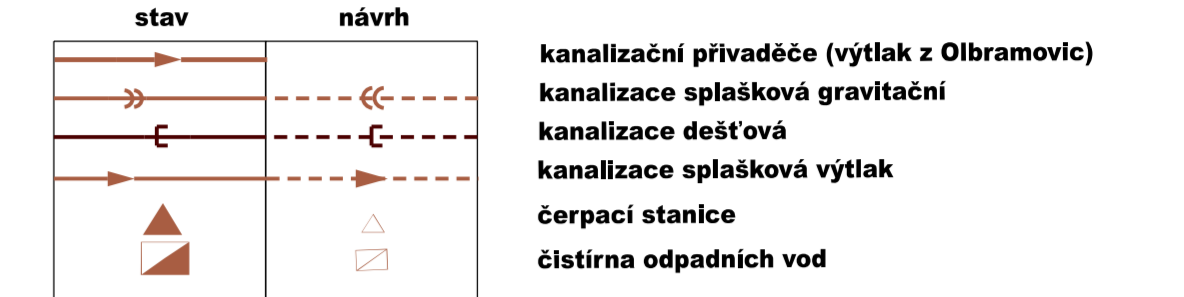 stav návrh
kanalizační přivaděče (výtlak z Olbramovic)
kanalizace splašková gravitační
kanalizace dešťová
kanalizace splašková výtlak
čerpací stanice
čistírna odpadních vod